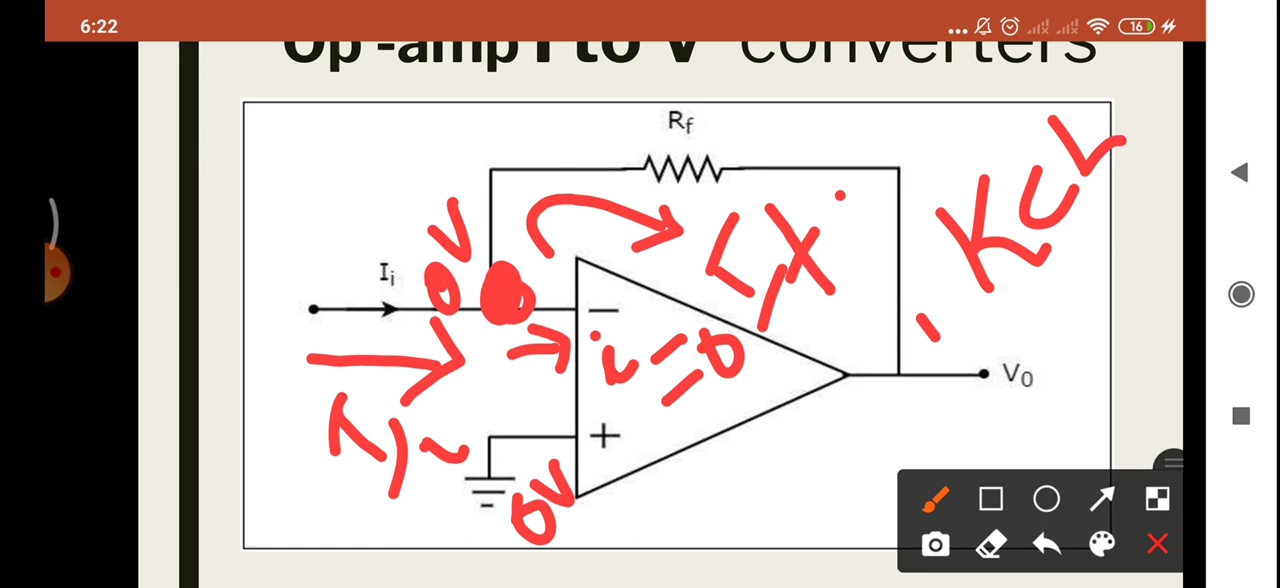 6:22
16
Op-amp I to V converters
Rf
KCL
0V
Ii
i=0
V0
+
0V